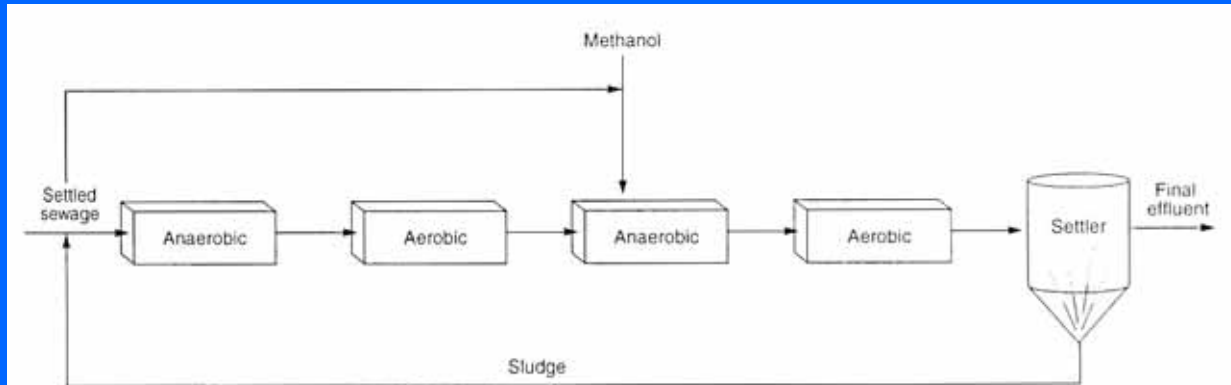 Methanol
Settled
sewage
Anaerobic
Aerobic
Anaerobic
Aerobic
Settler
Final
effluent
Sludge